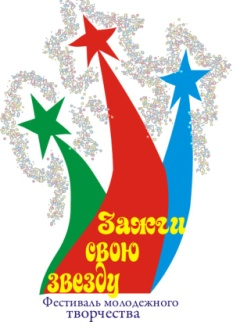 Зажги
свою
звезду
Фестиваль молодежного
творчества